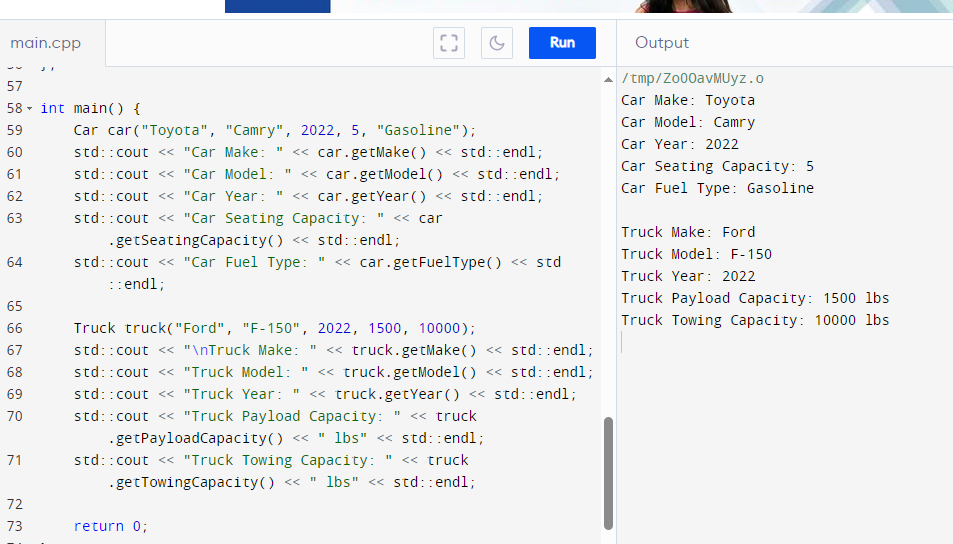 main.cpp
Run
Output
57
58 int main() {
59 Car car("Toyota", "Camry", 2022, 5, "Gasoline");
60 std::cout << "Car Make: " << car.getMake() << std::endl;
61 std::cout << "Car Model: " << car.getModel() << std::endl;
62 std::cout << "Car Year: " << car.getYear() << std::endl;
63 std::cout << "Car Seating Capacity: " << car
.getSeatingCapacity() << std::endl;
64 std::cout << "Car Fuel Type: " << car.getFuelType() << std
::endl;
65
66 Truck truck("Ford", "F-150", 2022, 1500, 10000);
67 std::cout << "\nTruck Make: " << truck.getMake() << std::endl;
68 std::cout << "Truck Model: " << truck.getModel() << std::endl;
69 std::cout << "Truck Year: " << truck.getYear() << std::endl;
70 std::cout << "Truck Payload Capacity: " << truck
.getPayloadCapacity() << " lbs" << std::endl;
71 std::cout << "Truck Towing Capacity: " << truck
.getTowingCapacity() << " lbs" << std::endl;
72
73 return 0;
/tmp/ZoOOavMUyz.o
Car Make: Toyota
Car Model: Camry
Car Year: 2022
Car Seating Capacity: 5
Car Fuel Type: Gasoline
Truck Make: Ford
Truck Model: F-150
Truck Year: 2022
Truck Payload Capacity: 1500 lbs
Truck Towing Capacity: 10000 lbs